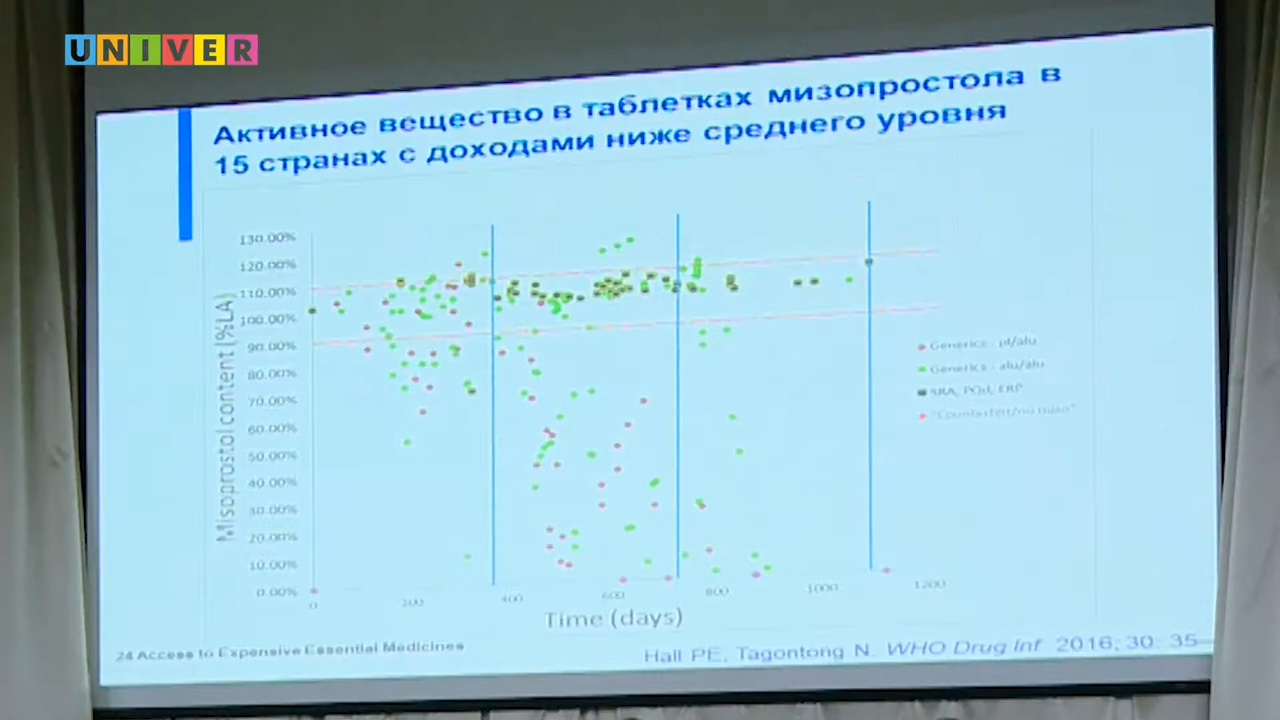 UNIVER
Активное вещество в таблетках мизопростола в
15 странах с доходами ниже среднего уровня
Misoprostol content (%LA)
130.00%
120.00%
110.00%
100.00%
90.00%
80.00%
70.00%
60.00%
50.00%
40.00%
30.00%
20.00%
10.00%
0.00%
0 200 400 600 800 1000 1200
Time (days)
Generics - pl/alu
Generics - alu/alu
SRA, PQd, ERP
"Counterfeit/no miso"
24 Access to Expensive Essential Medicines
Hall PE, Tagontong N. WHO Drug Inf 2016; 30: 35–